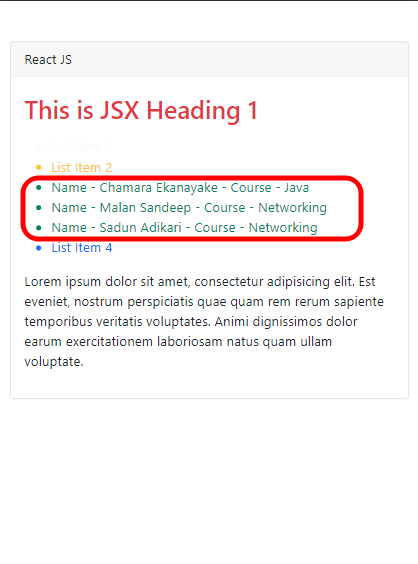 React JS
This is JSX Heading 1
List Item 1
List Item 2
Name - Chamara Ekanayake - Course - Java
Name - Malan Sandeep - Course - Networking
Name - Sadun Adikari - Course - Networking
List Item 4
Lorem ipsum dolor sit amet, consectetur adipisicing elit. Est
eveniet, nostrum perspiciatis quae quam rem rerum sapiente
temporibus veritatis voluptates. Animi dignissimos dolor
earum exercitationem laboriosam natus quam ullam
voluptate.